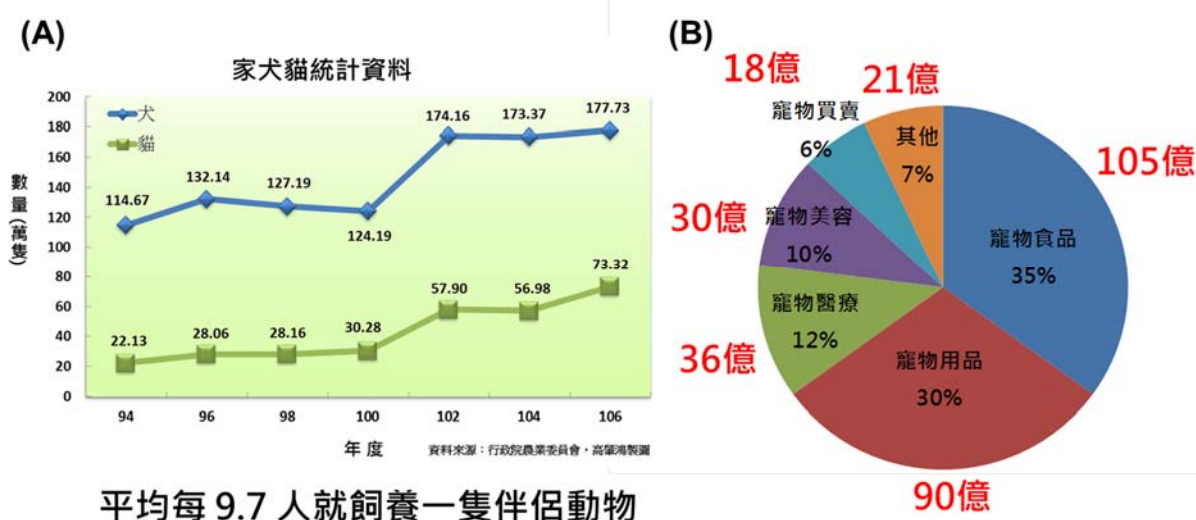 (A)
家犬貓統計資料
數量(萬隻)
200
180
160
140
120
100
80
60
40
20
0
犬
貓
114.67
132.14
127.19
124.19
174.16
173.37
177.73
22.13
28.06
28.16
30.28
57.90
56.98
73.32
94
96
98
100
102
104
106
年度
資料來源：行政院農業委員會，高肇鴻製圖
平均每 9.7 人就飼養一隻伴侶動物
(B)
寵物食品
35%
105億
寵物用品
30%
90億
寵物醫療
12%
36億
寵物美容
10%
30億
寵物買賣
6%
18億
其他
7%
21億